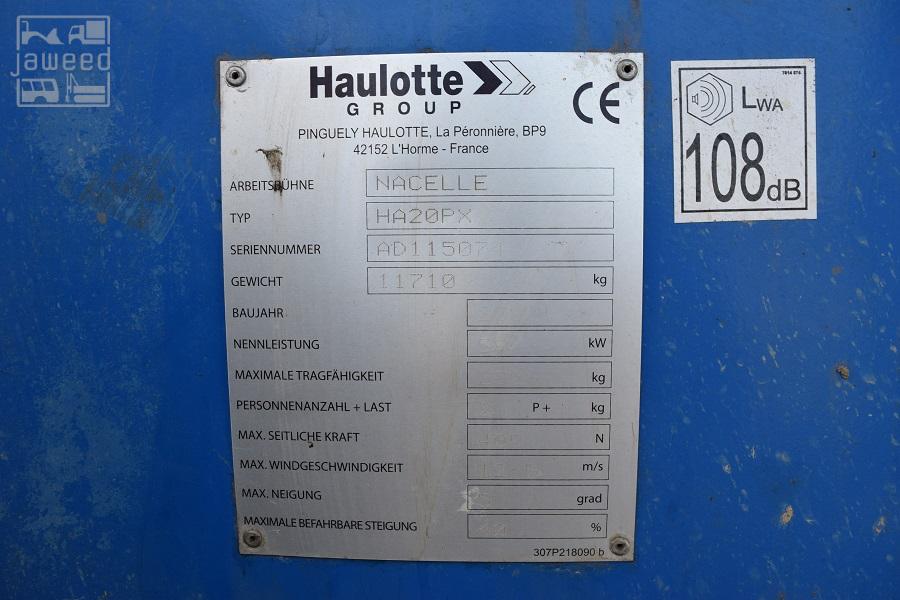 jaweed
Haulotte
GROUP
CE
PINGUELY HAULOTTE, La Péronnière, BP9
42152 L'Horme - France
ARBEITSBÜHNE NACELLE
TYP HA20PX
SERIENNUMMER
GEWICHT 11710 kg
BAUJAHR
NENNLEISTUNG kW
MAXIMALE TRAGFÄHIGKEIT kg
PERSONNENANZAHL + LAST P + kg
MAX. SEITLICHE KRAFT N
MAX. WINDGESCHWINDIGKEIT m/s
MAX. NEIGUNG grad
MAXIMALE BEFAHRBARE STEIGUNG %
307P218090 b
LWA
108dB